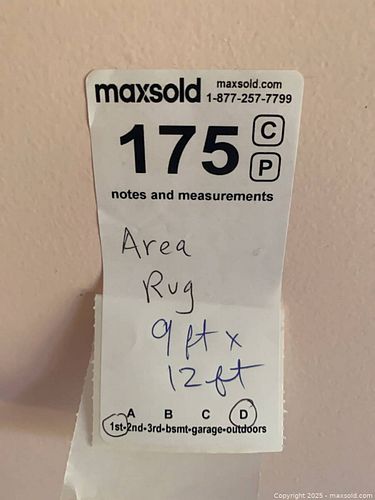 maxsold maxsold.com
1-877-257-7799
175 C
P
notes and measurements
Area
Rug
9 ft x
12 ft
A B C D
1st-2nd-3rd-bsmt-garage-outdoors
Copyright 2025 - maxsold.com